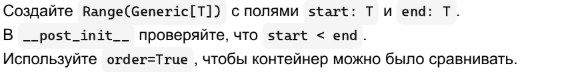 Создайте Range(Generic[T]) с полями start: T и end: T.
В __post_init__ проверяйте, что start < end.
Используйте order=True, чтобы контейнер можно было сравнивать.